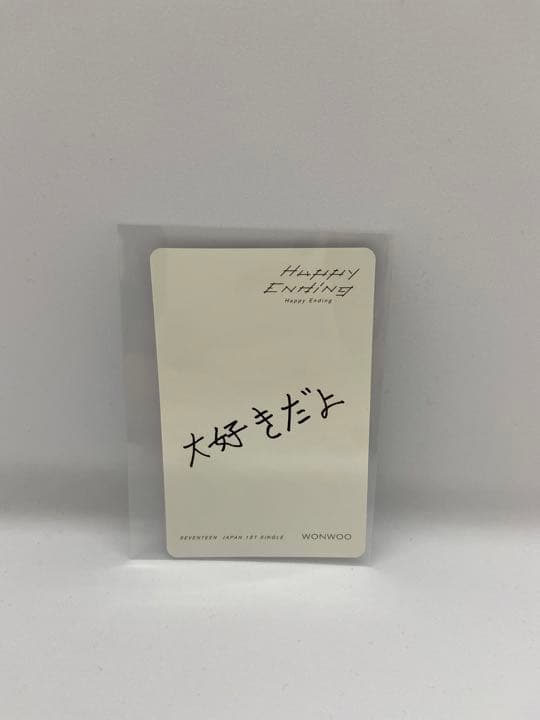 Happy
Ending
Happy Ending
大好きだよ
SEVENTEEN JAPAN 1ST SINGLE WONWOO